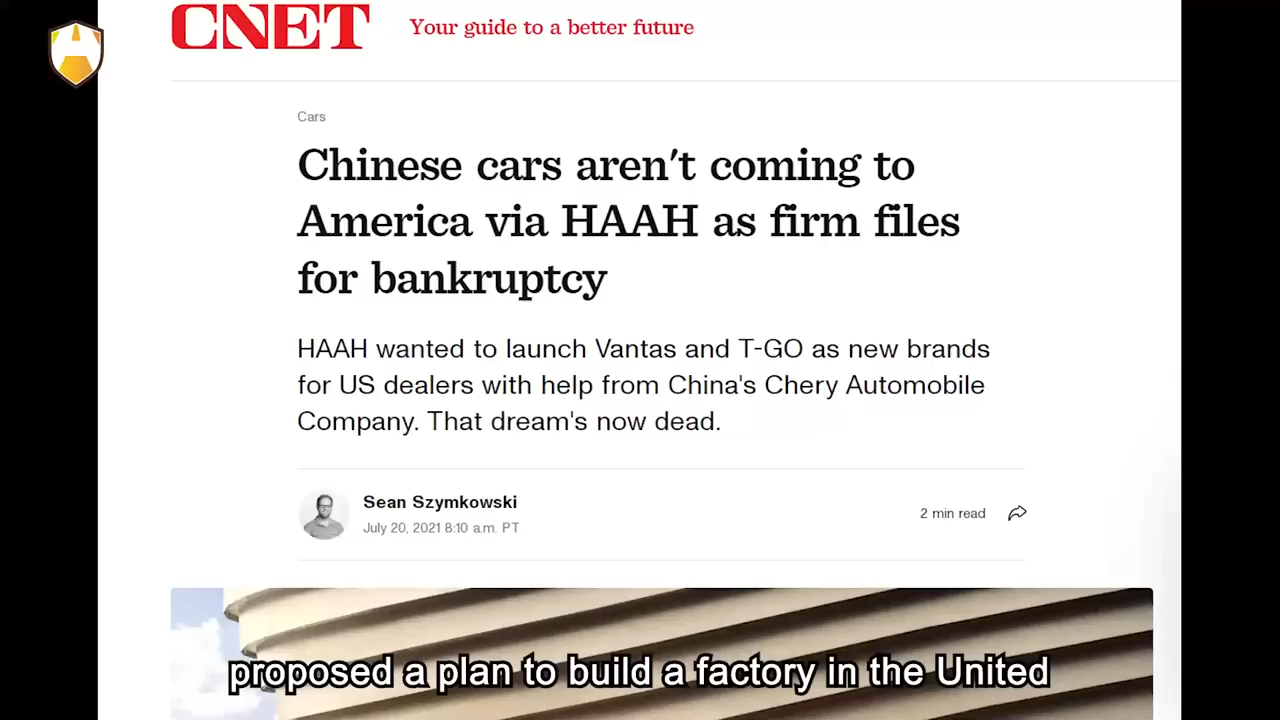 CNET
Your guide to a better future
Cars
Chinese cars aren't coming to
America via HAAH as firm files
for bankruptcy
HAAH wanted to launch Vantas and T-GO as new brands
for US dealers with help from China's Chery Automobile
Company. That dream's now dead.
Sean Szymkowski
July 20, 2021 8:10 a.m. PT
2 min read
proposed a plan to build a factory in the United